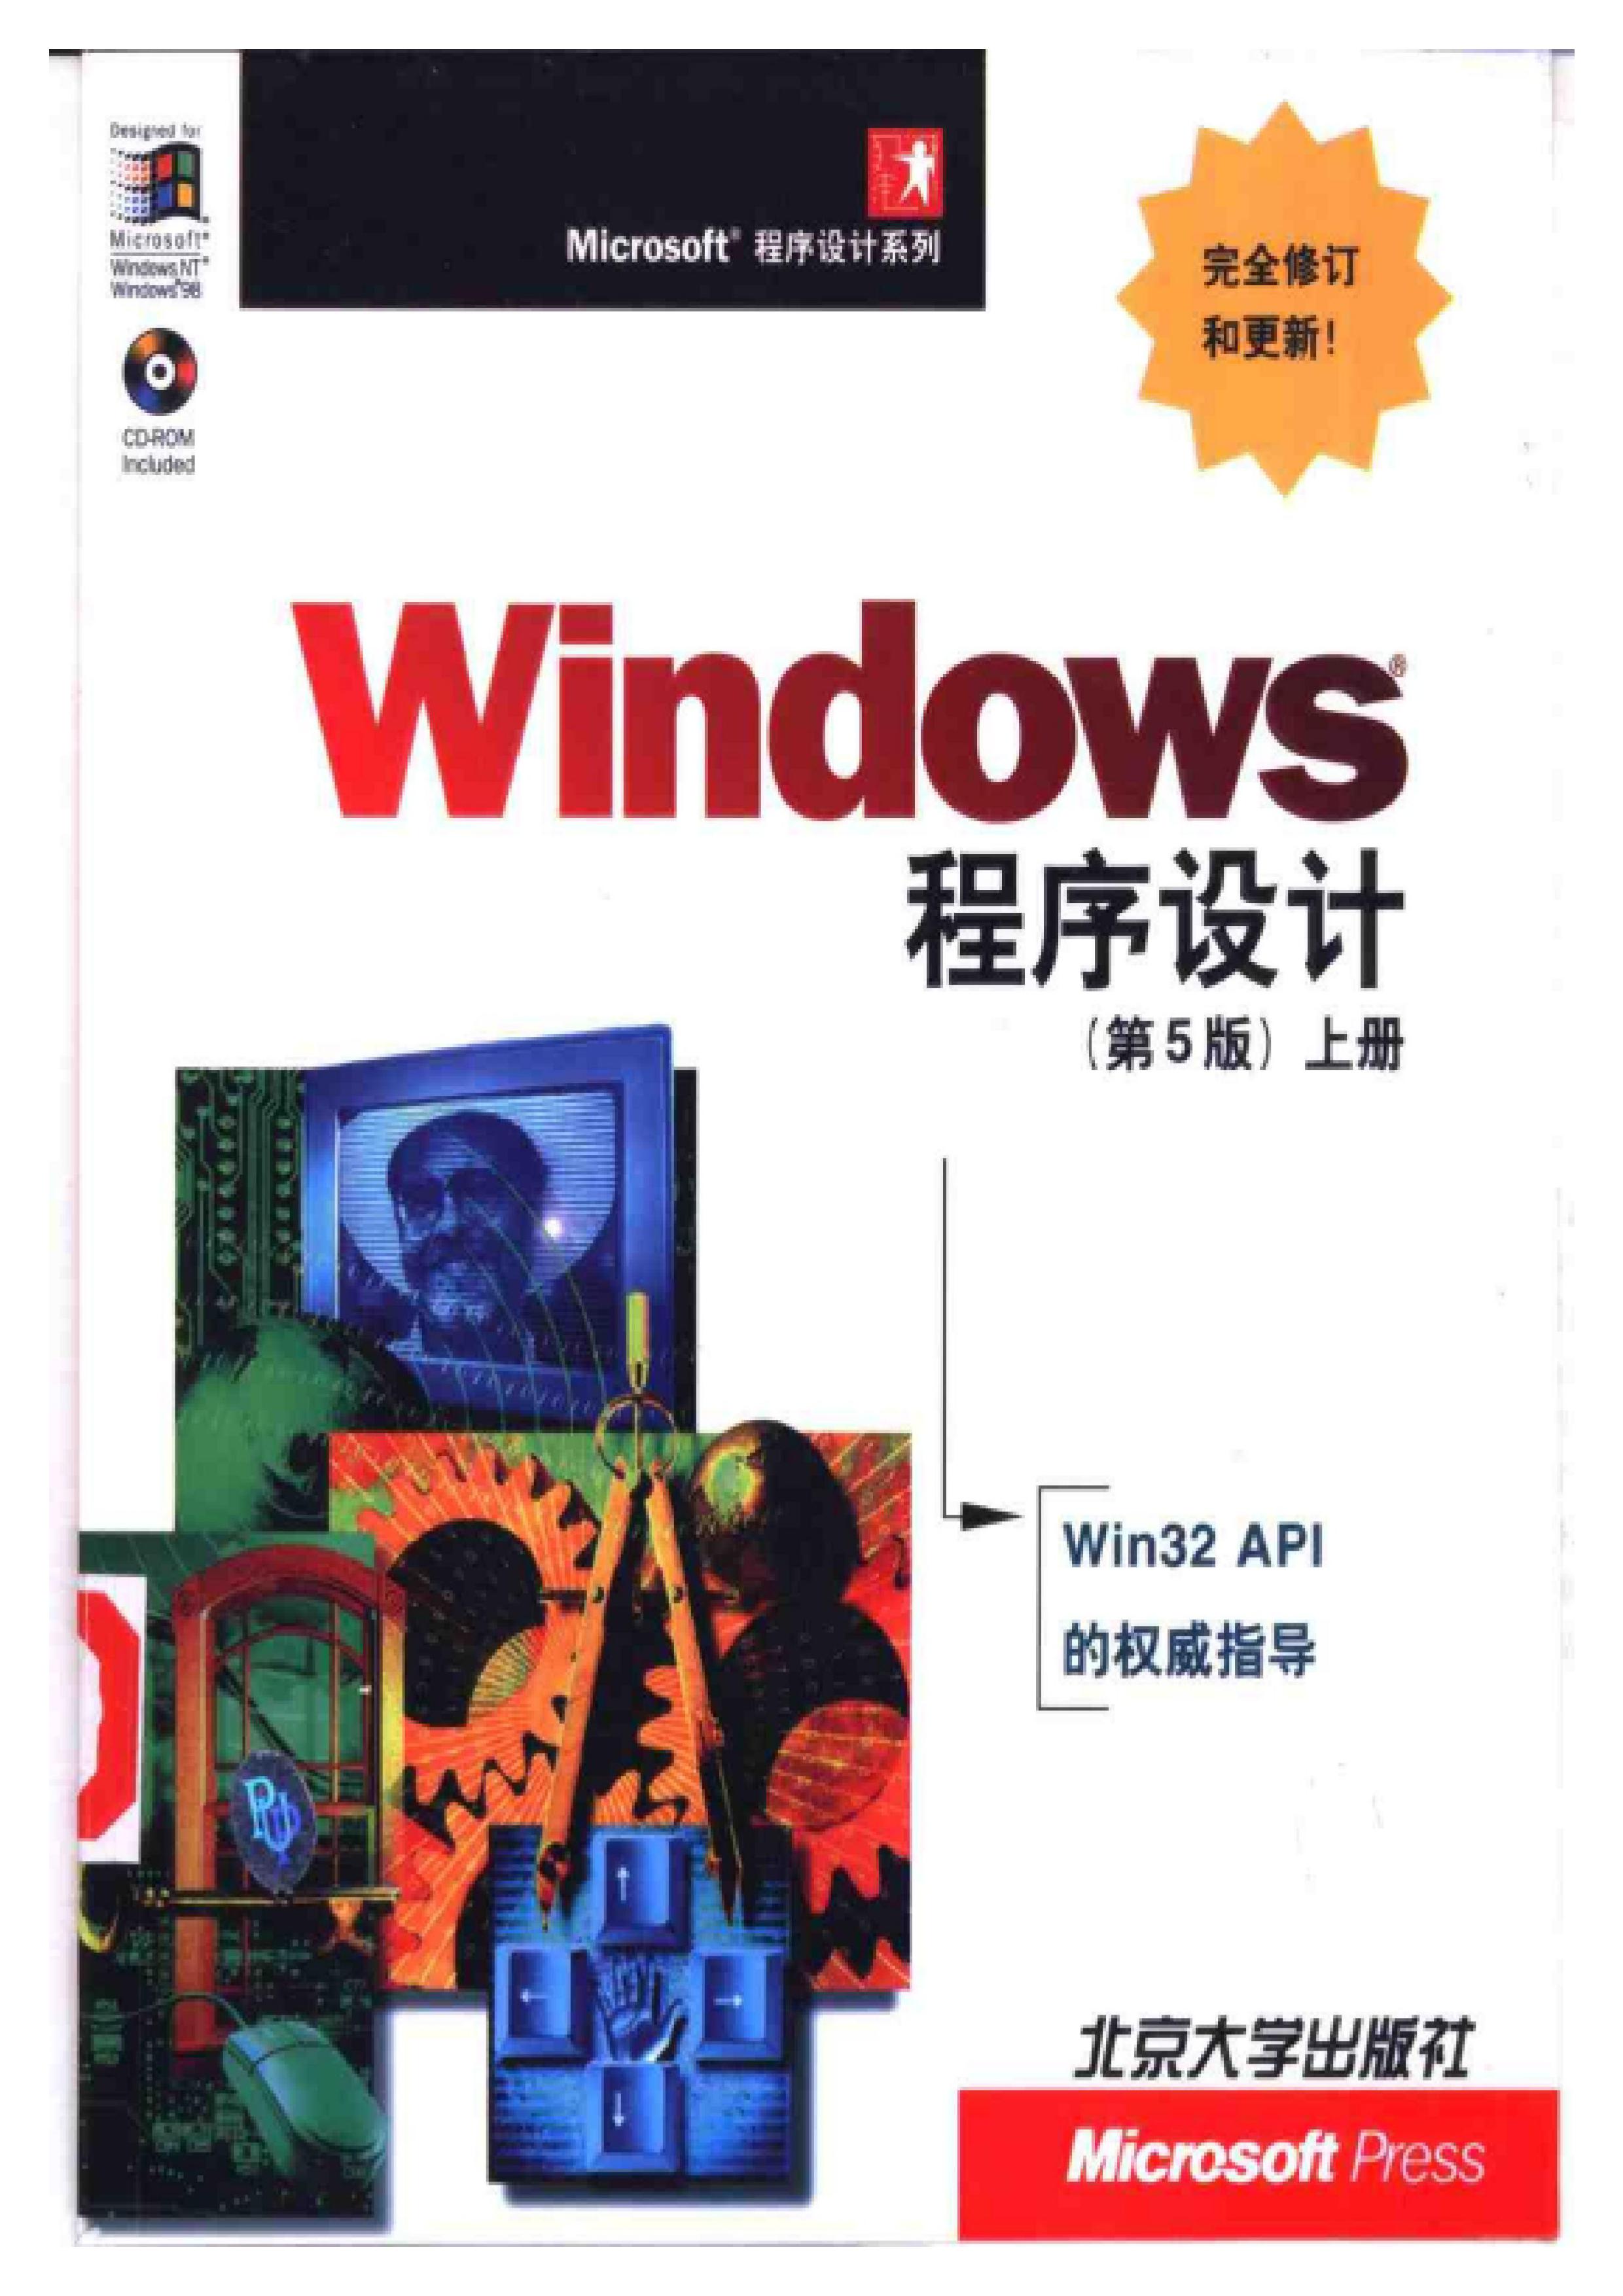 Designed for
Microsoft®
Windows NT®
Windows®98
CD-ROM
Included
Microsoft® 程序设计系列
完全修订
和更新!
Windows®
程序设计
(第5版) 上册
Win32 API
的权威指导
PU
↑
←
→
↓
北京大学出版社
Microsoft Press